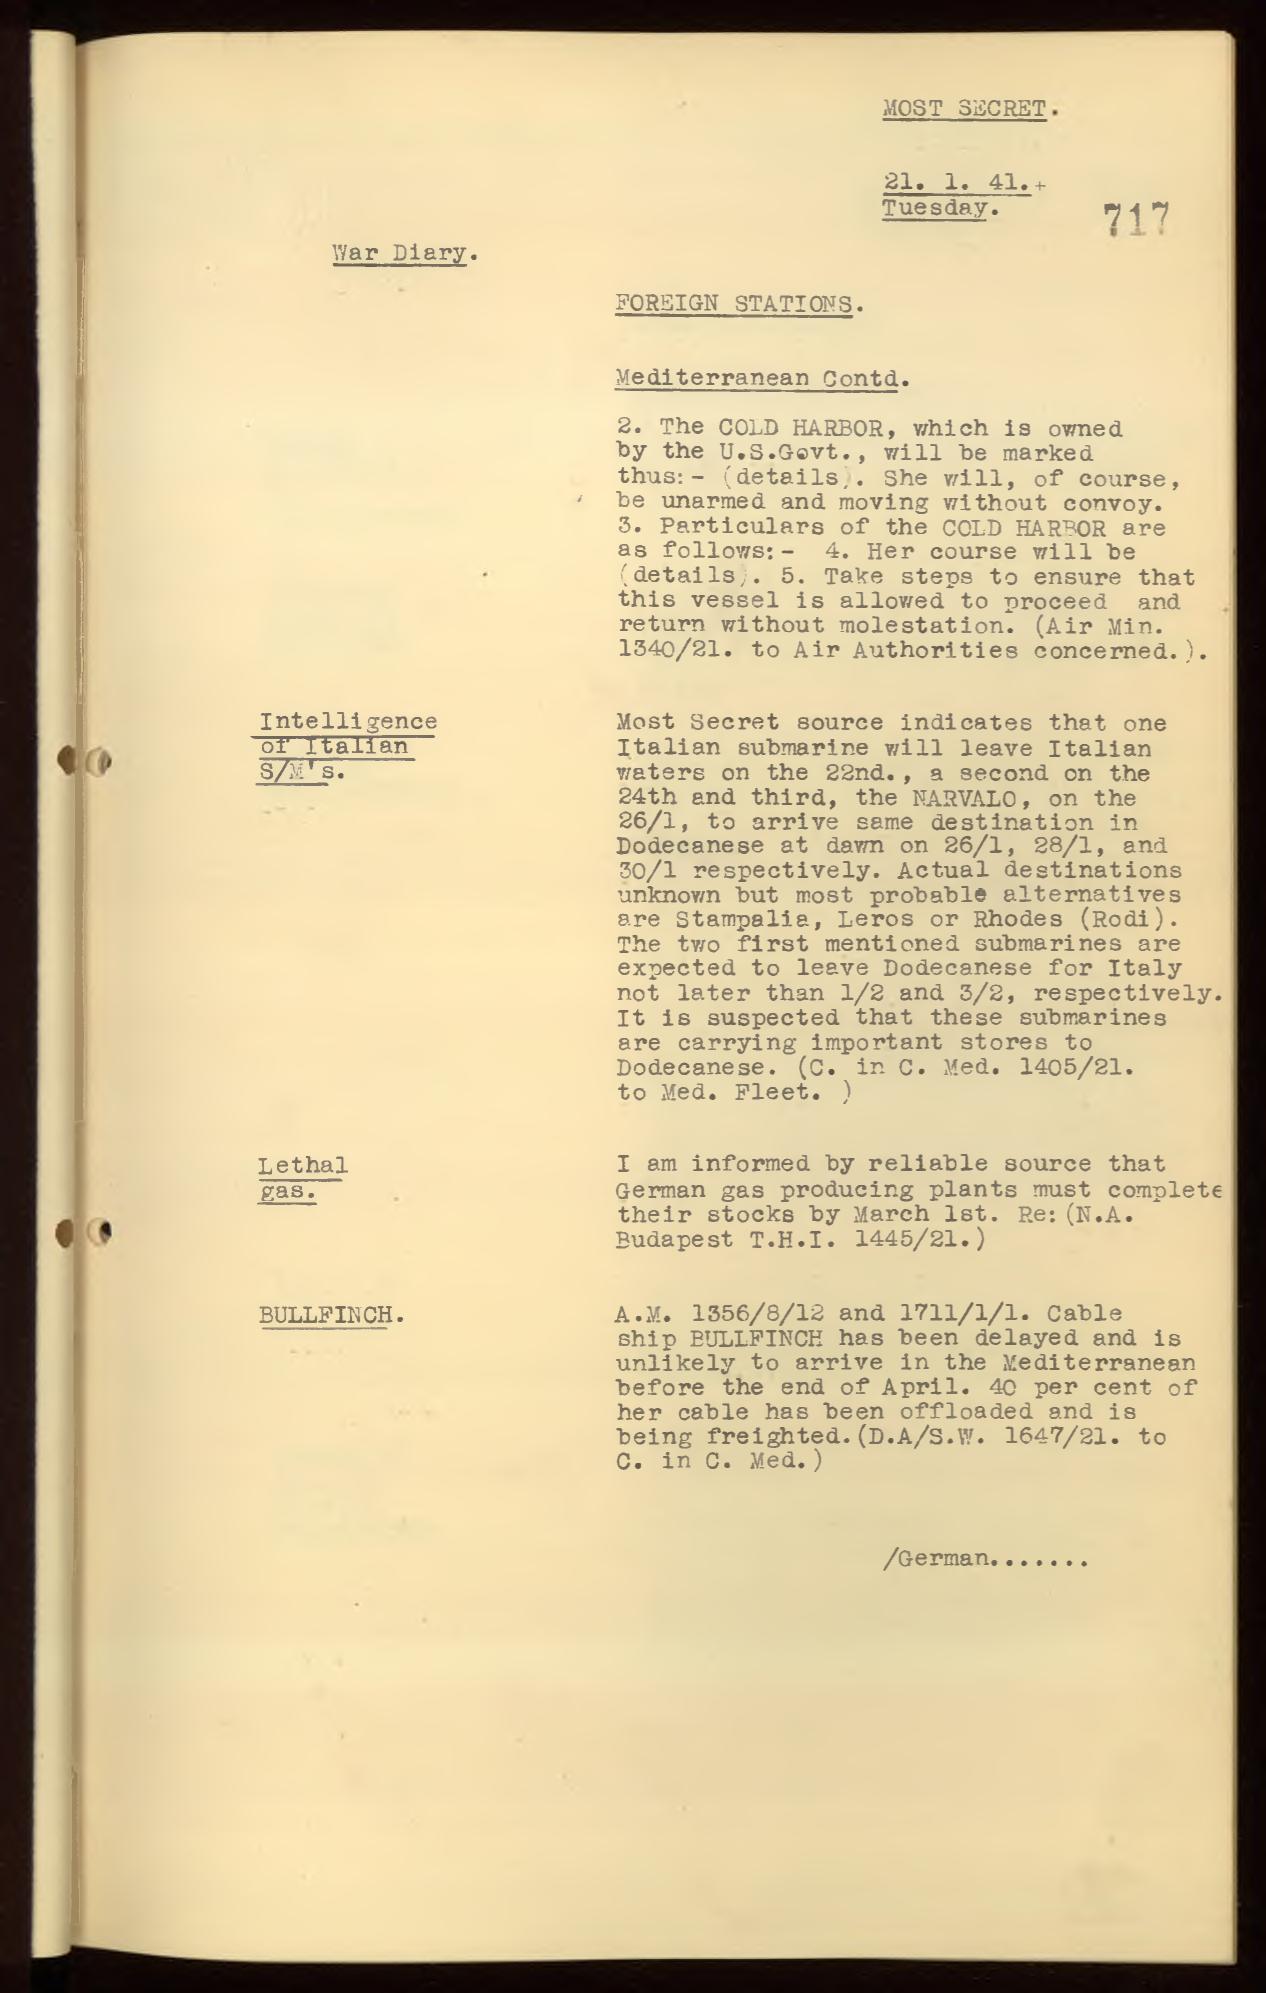 MOST SECRET.
21. 1. 41.+
Tuesday.
717
War Diary.
FOREIGN STATIONS.
Mediterranean Contd.
2. The COLD HARBOR, which is owned
by the U.S.Govt., will be marked
thus:- (details). She will, of course,
be unarmed and moving without convoy.
3. Particulars of the COLD HARBOR are
as follows:- 4. Her course will be
(details). 5. Take steps to ensure that
this vessel is allowed to proceed and
return without molestation. (Air Min.
1340/21. to Air Authorities concerned.).
Intelligence
of Italian
S/M's.
Most Secret source indicates that one
Italian submarine will leave Italian
waters on the 22nd., a second on the
24th and third, the NARVALO, on the
26/1, to arrive same destination in
Dodecanese at dawn on 26/1, 28/1, and
30/1 respectively. Actual destinations
unknown but most probable alternatives
are Stampalia, Leros or Rhodes (Rodi).
The two first mentioned submarines are
expected to leave Dodecanese for Italy
not later than 1/2 and 3/2, respectively.
It is suspected that these submarines
are carrying important stores to
Dodecanese. (C. in C. Med. 1405/21.
to Med. Fleet. )
Lethal
gas.
I am informed by reliable source that
German gas producing plants must complete
their stocks by March 1st. Re:(N.A.
Budapest T.H.I. 1445/21.)
BULLFINCH.
A.M. 1356/8/12 and 1711/1/1. Cable
ship BULLFINCH has been delayed and is
unlikely to arrive in the Mediterranean
before the end of April. 40 per cent of
her cable has been offloaded and is
being freighted.(D.A/S.W. 1647/21. to
C. in C. Med.)
/German.......